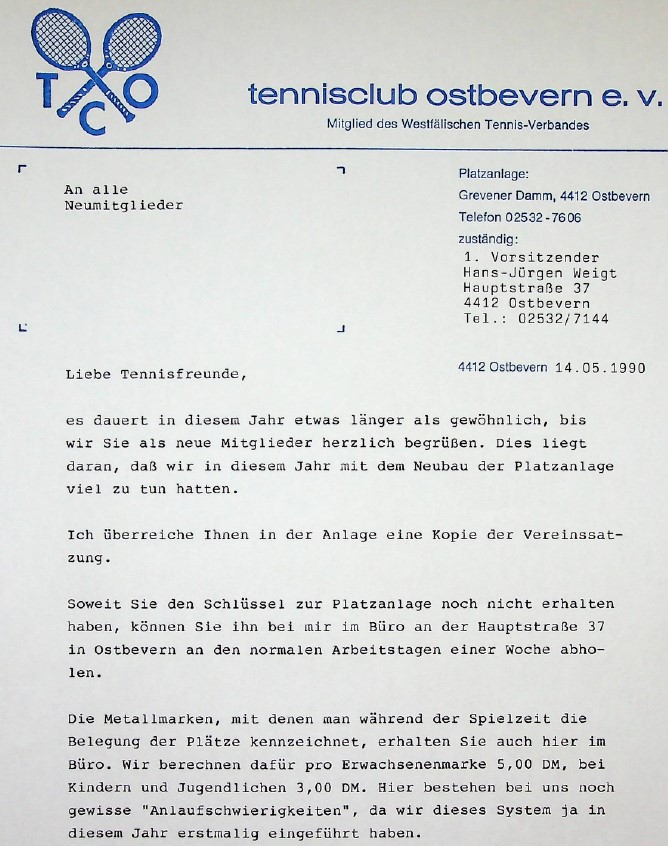 T O
C
tennisclub ostbevern e. v.
Mitglied des Westfälischen Tennis-Verbandes
An alle
Neumitglieder
Platzanlage:
Grevener Damm, 4412 Ostbevern
Telefon 02532-7606
zuständig:
1. Vorsitzender
Hans-Jürgen Weigt
Hauptstraße 37
4412 Ostbevern
Tel.: 02532/7144
4412 Ostbevern 14.05.1990
Liebe Tennisfreunde,
es dauert in diesem Jahr etwas länger als gewöhnlich, bis
wir Sie als neue Mitglieder herzlich begrüßen. Dies liegt
daran, daß wir in diesem Jahr mit dem Neubau der Platzanlage
viel zu tun hatten.
Ich überreiche Ihnen in der Anlage eine Kopie der Vereinssat-
zung.
Soweit Sie den Schlüssel zur Platzanlage noch nicht erhalten
haben, können Sie ihn bei mir im Büro an der Hauptstraße 37
in Ostbevern an den normalen Arbeitstagen einer Woche abho-
len.
Die Metallmarken, mit denen man während der Spielzeit die
Belegung der Plätze kennzeichnet, erhalten Sie auch hier im
Büro. Wir berechnen dafür pro Erwachsenenmarke 5,00 DM, bei
Kindern und Jugendlichen 3,00 DM. Hier bestehen bei uns noch
gewisse "Anlaufschwierigkeiten", da wir dieses System ja in
diesem Jahr erstmalig eingeführt haben.